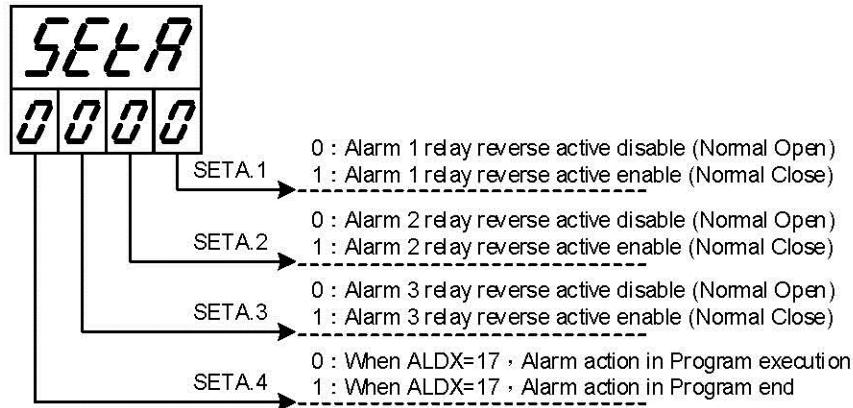 SEtA
0 0 0 0
0 : Alarm 1 relay reverse active disable (Normal Open)
SETA.1
1 : Alarm 1 relay reverse active enable (Normal Close)
0 : Alarm 2 relay reverse active disable (Normal Open)
SETA.2
1 : Alarm 2 relay reverse active enable (Normal Close)
0 : Alarm 3 relay reverse active disable (Normal Open)
SETA.3
1 : Alarm 3 relay reverse active enable (Normal Close)
0 : When ALDX=17，Alarm action in Program execution
SETA.4
1 : When ALDX=17，Alarm action in Program end